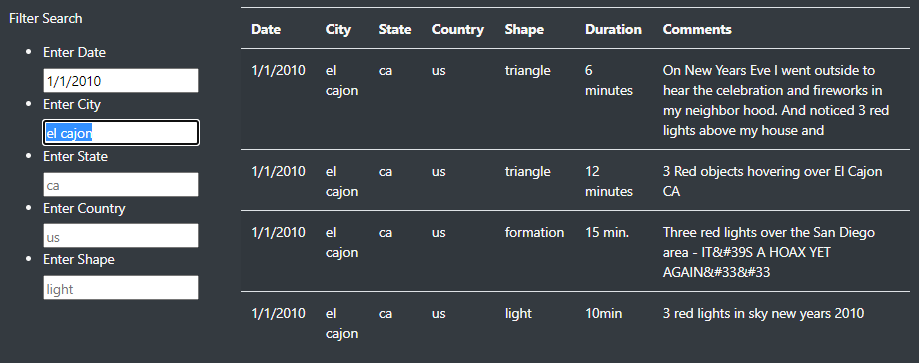 Filter Search
Enter Date
1/1/2010
Enter City
el cajon
Enter State
ca
Enter Country
us
Enter Shape
light
Date City State Country Shape Duration Comments
1/1/2010 el ca us triangle 6 On New Years Eve I went outside to
cajon minutes hear the celebration and fireworks in
my neighbor hood. And noticed 3 red
lights above my house and
1/1/2010 el ca us triangle 12 3 Red objects hovering over El Cajon
cajon minutes CA
1/1/2010 el ca us formation 15 min. Three red lights over the San Diego
cajon area - IT&#39S A HOAX YET
AGAIN&#33&#33
1/1/2010 el ca us light 10min 3 red lights in sky new years 2010
cajon